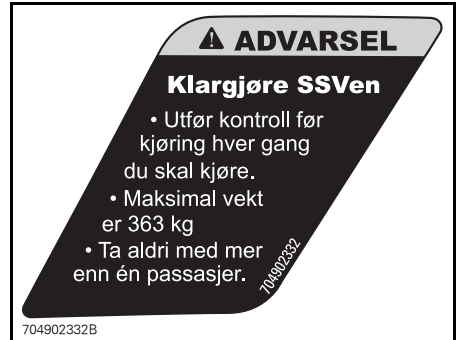 ADVARSEL
Klargjøre SSVen
• Utfør kontroll før
kjøring hver gang
du skal kjøre.
• Maksimal vekt
er 363 kg
• Ta aldri med mer
enn én passasjer.
704902332
704902332B